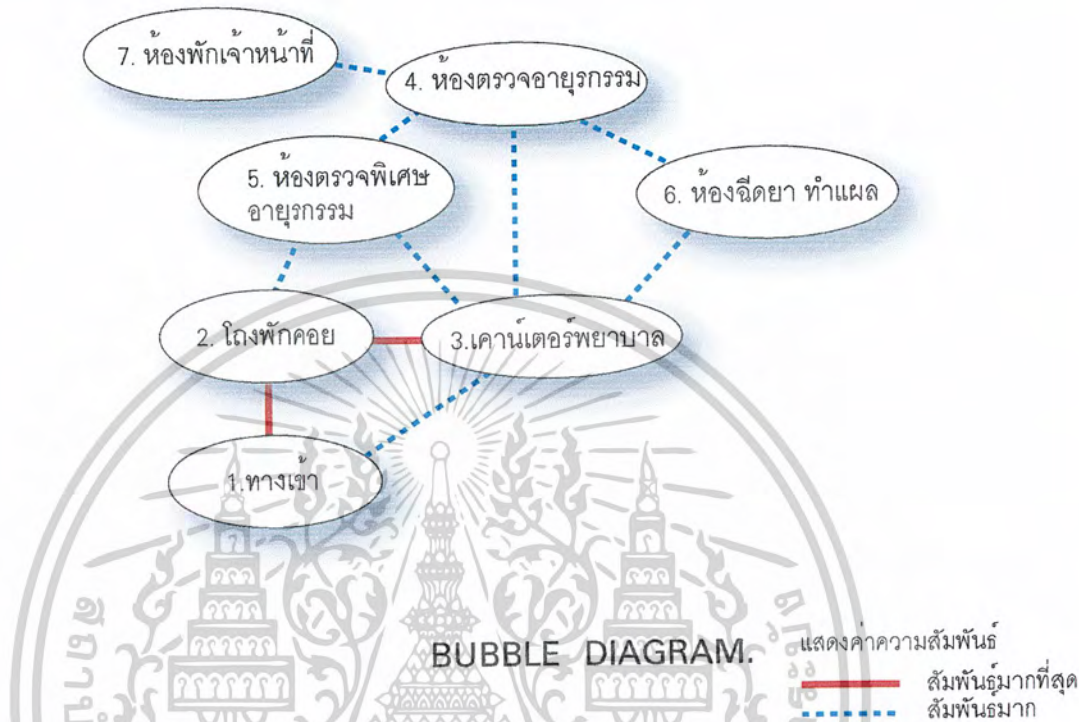 7. ห้องพักเจ้าหน้าที่
4. ห้องตรวจอายุรกรรม
5. ห้องตรวจพิเศษ
อายุรกรรม
6. ห้องฉีดยา ทำแผล
2. โถงพักคอย
3.เคาน์เตอร์พยาบาล
1.ทางเข้า
BUBBLE DIAGRAM.
แสดงค่าความสัมพันธ์
สัมพันธ์มากที่สุด
สัมพันธ์มาก